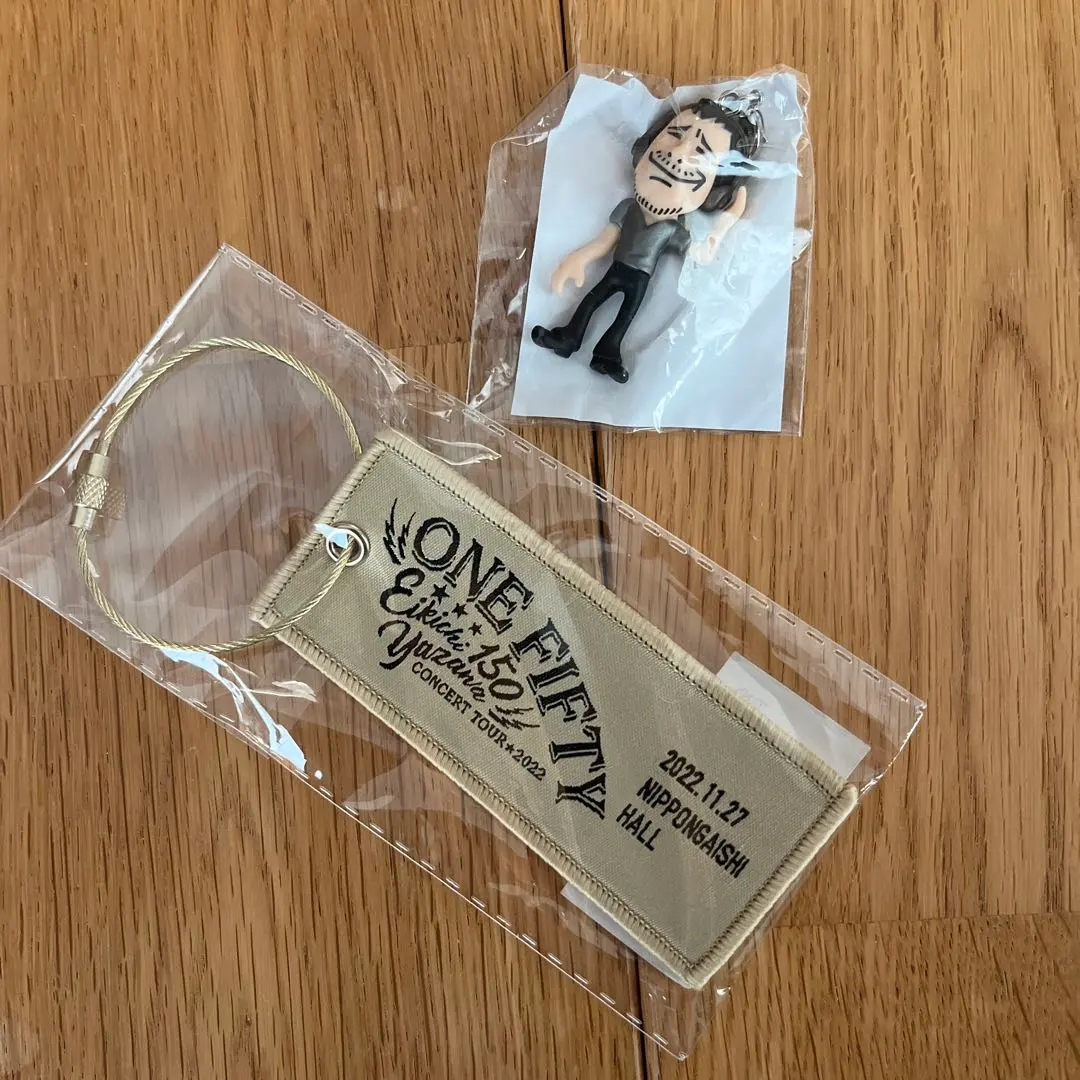 ONE FIFTY
Eikichi 150
Yazawa
CONCERT TOUR★2022
2022.11.27
NIPPONGAISHI
HALL